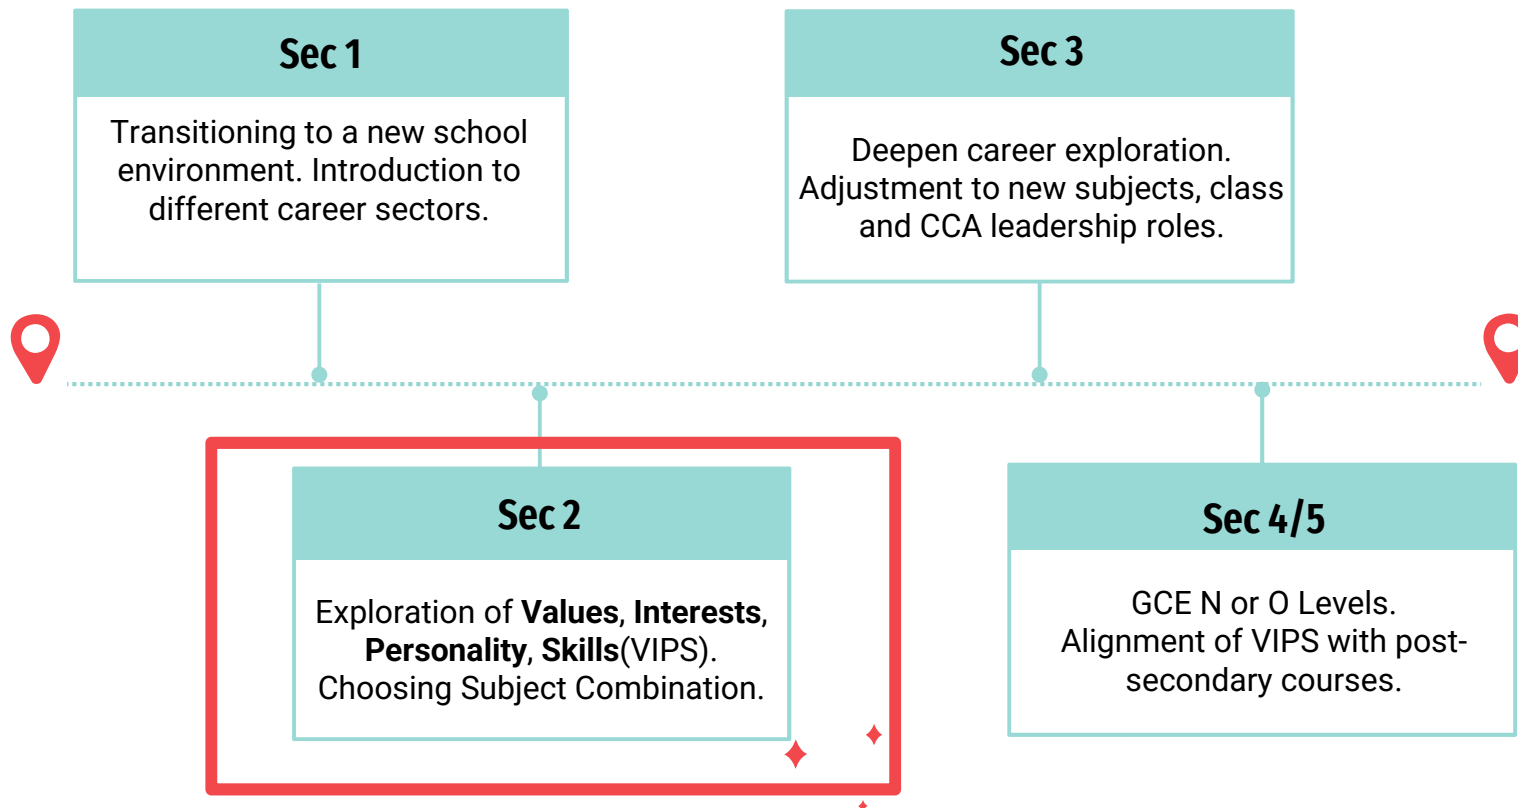 Sec 1
Transitioning to a new school
environment. Introduction to
different career sectors.
Sec 3
Deepen career exploration.
Adjustment to new subjects, class
and CCA leadership roles.
Sec 2
Exploration of Values, Interests,
Personality, Skills(VIPS).
Choosing Subject Combination.
Sec 4/5
GCE N or O Levels.
Alignment of VIPS with post-
secondary courses.